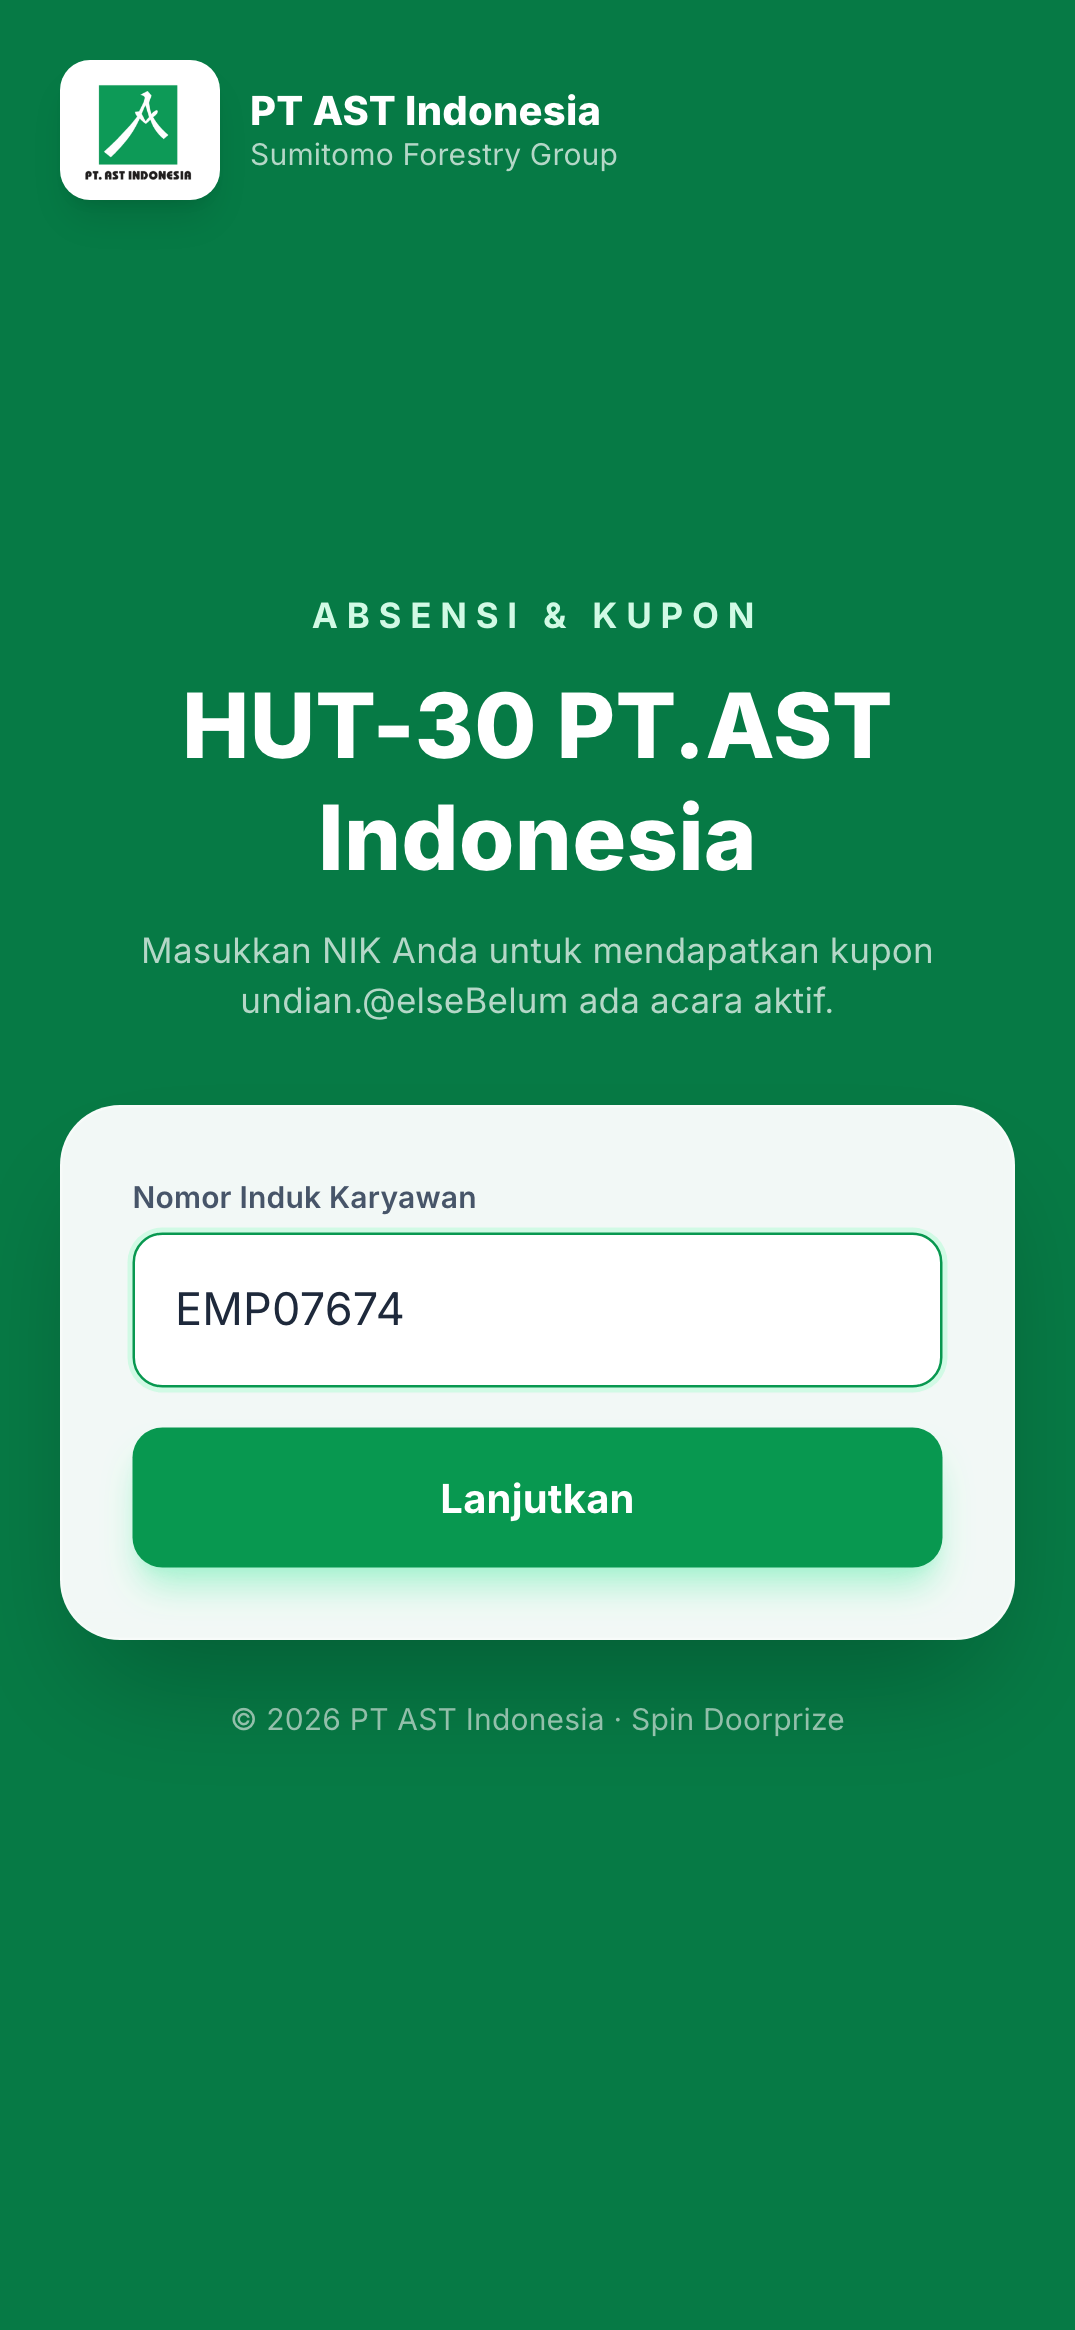 PT. AST INDONESIA
PT AST Indonesia
Sumitomo Forestry Group
ABSENSI & KUPON
HUT-30 PT.AST
Indonesia
Masukkan NIK Anda untuk mendapatkan kupon
undian.@elseBelum ada acara aktif.
Nomor Induk Karyawan
EMP07674
Lanjutkan
© 2026 PT AST Indonesia · Spin Doorprize